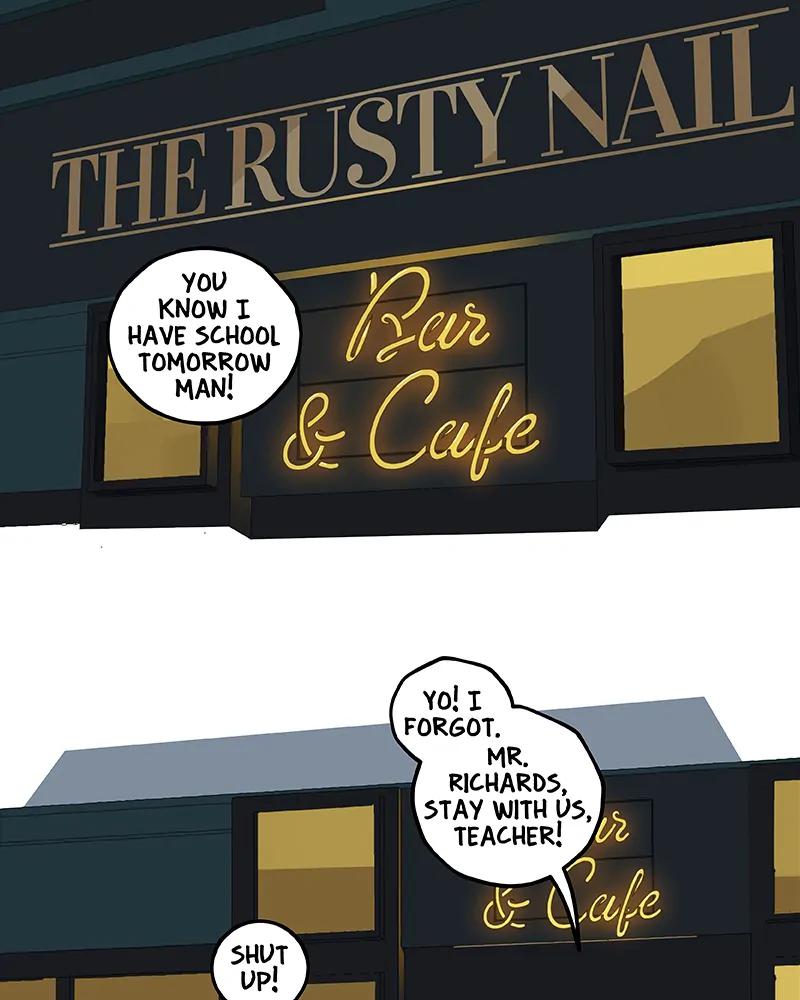 THE RUSTY NAIL
Bar
& Cafe
YOU
KNOW I
HAVE SCHOOL
TOMORROW
MAN!
YO! I
FORGOT.
MR.
RICHARDS,
STAY WITH US,
TEACHER!
ar
& Cafe
SHUT
UP!